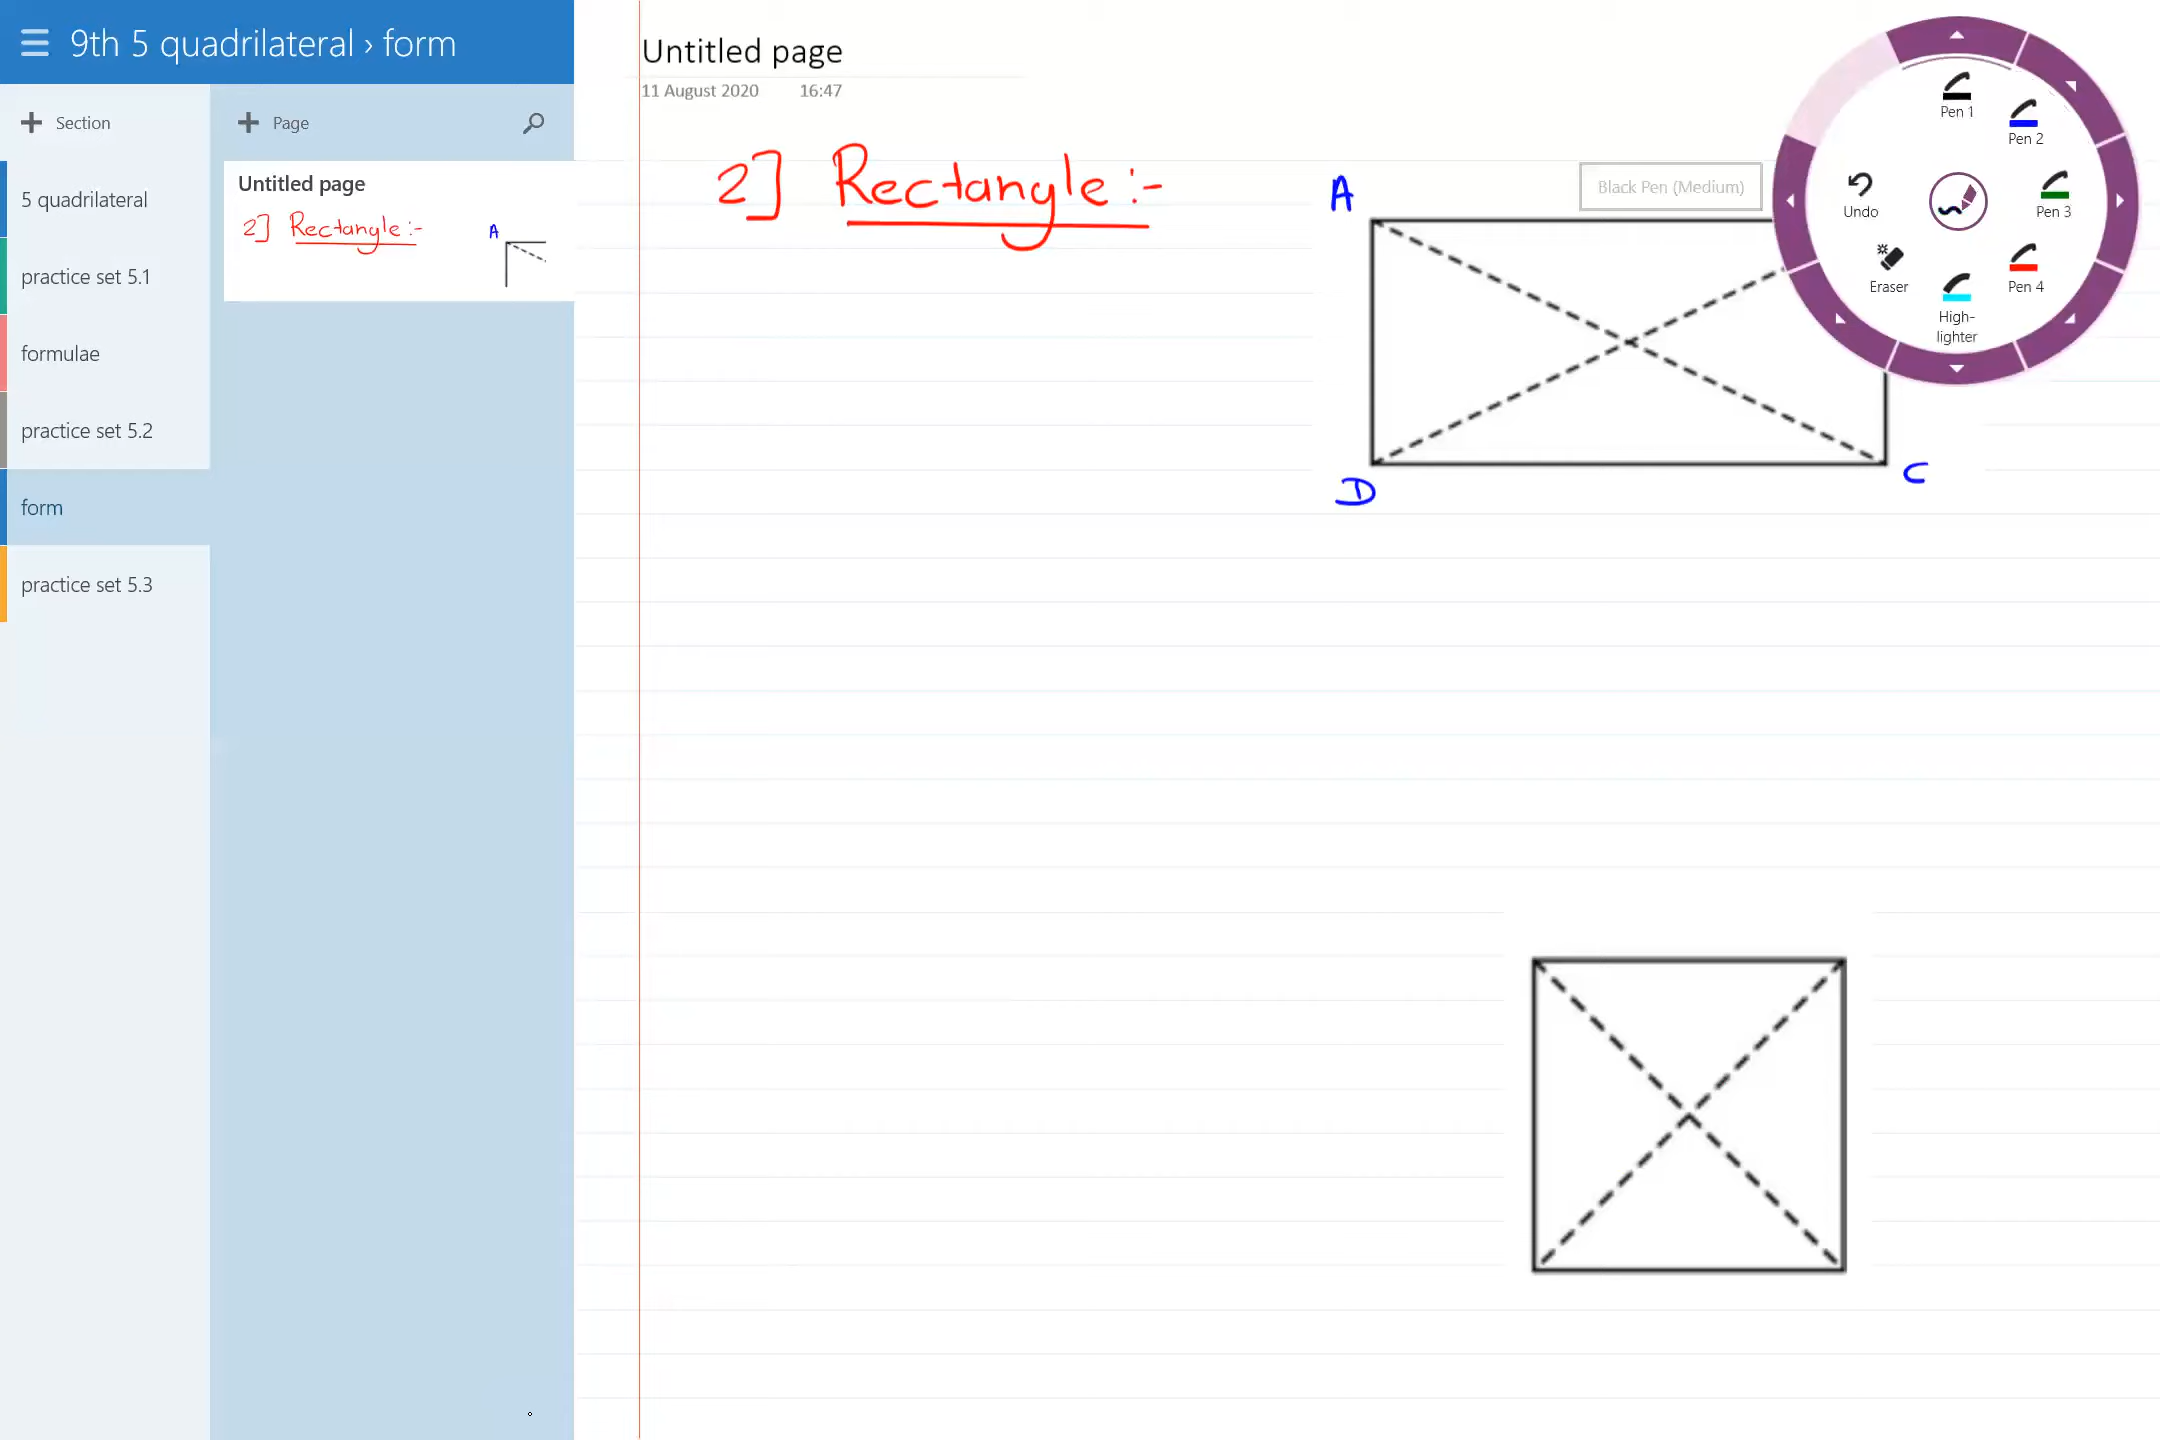 9th 5 quadrilateral › form
Section
Page
5 quadrilateral
practice set 5.1
formulae
practice set 5.2
form
practice set 5.3
Untitled page
2] Rectangle :-
A
Untitled page
11 August 2020 16:47
2] Rectangle :-
A
D
C
Black Pen (Medium)
Pen 1
Pen 2
Pen 3
Pen 4
High-
lighter
Eraser
Undo